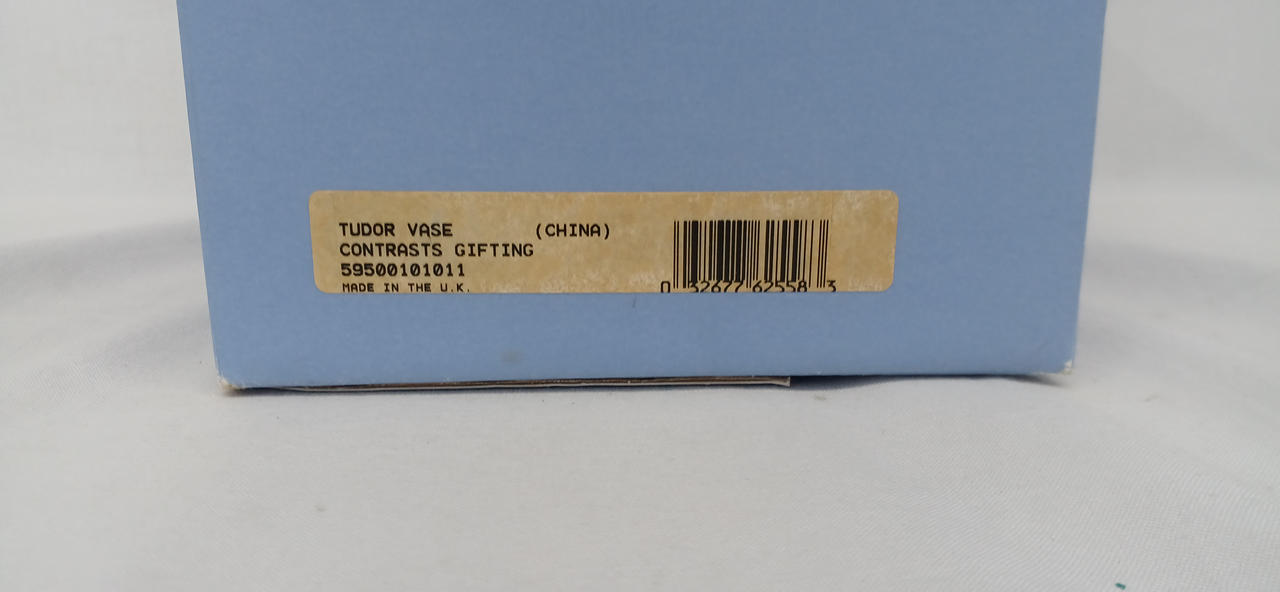 TUDOR VASE (CHINA)
CONTRASTS GIFTING
59500101011
MADE IN THE U.K.
0 32677 62558 3